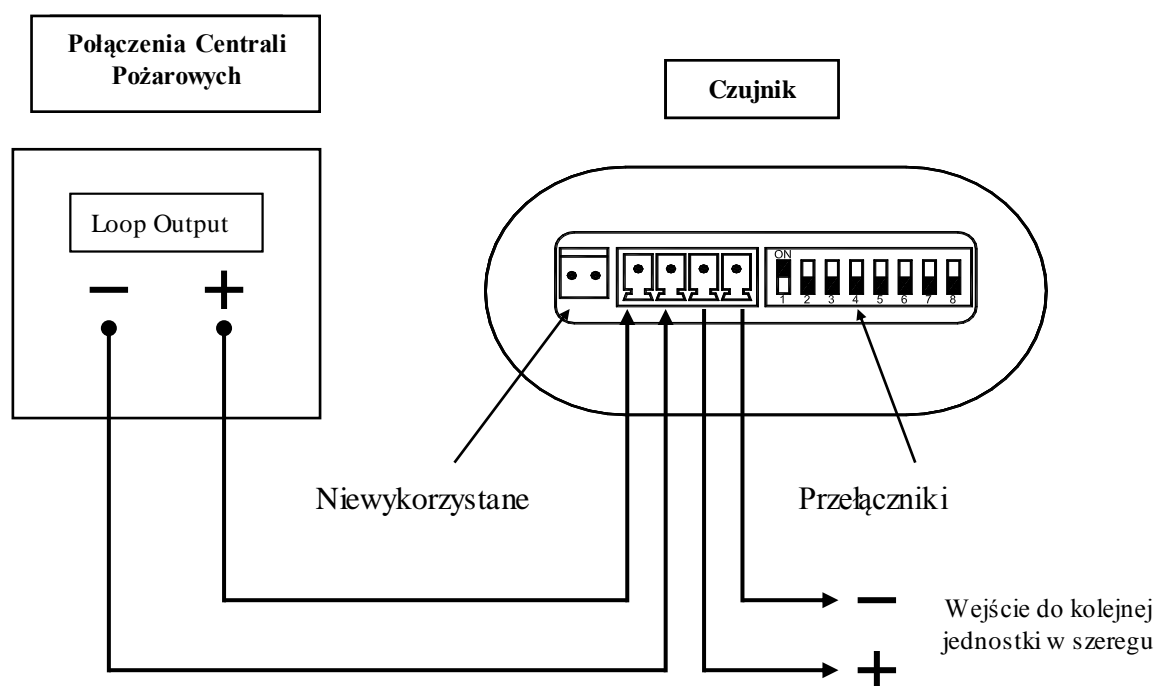 Połączenia Centrali
Pożarowych
Czujnik
Loop Output
− +
ON
1 2 3 4 5 6 7 8
Niewykorzystane
Przełączniki
−
Wejście do kolejnej
jednostki w szeregu
+